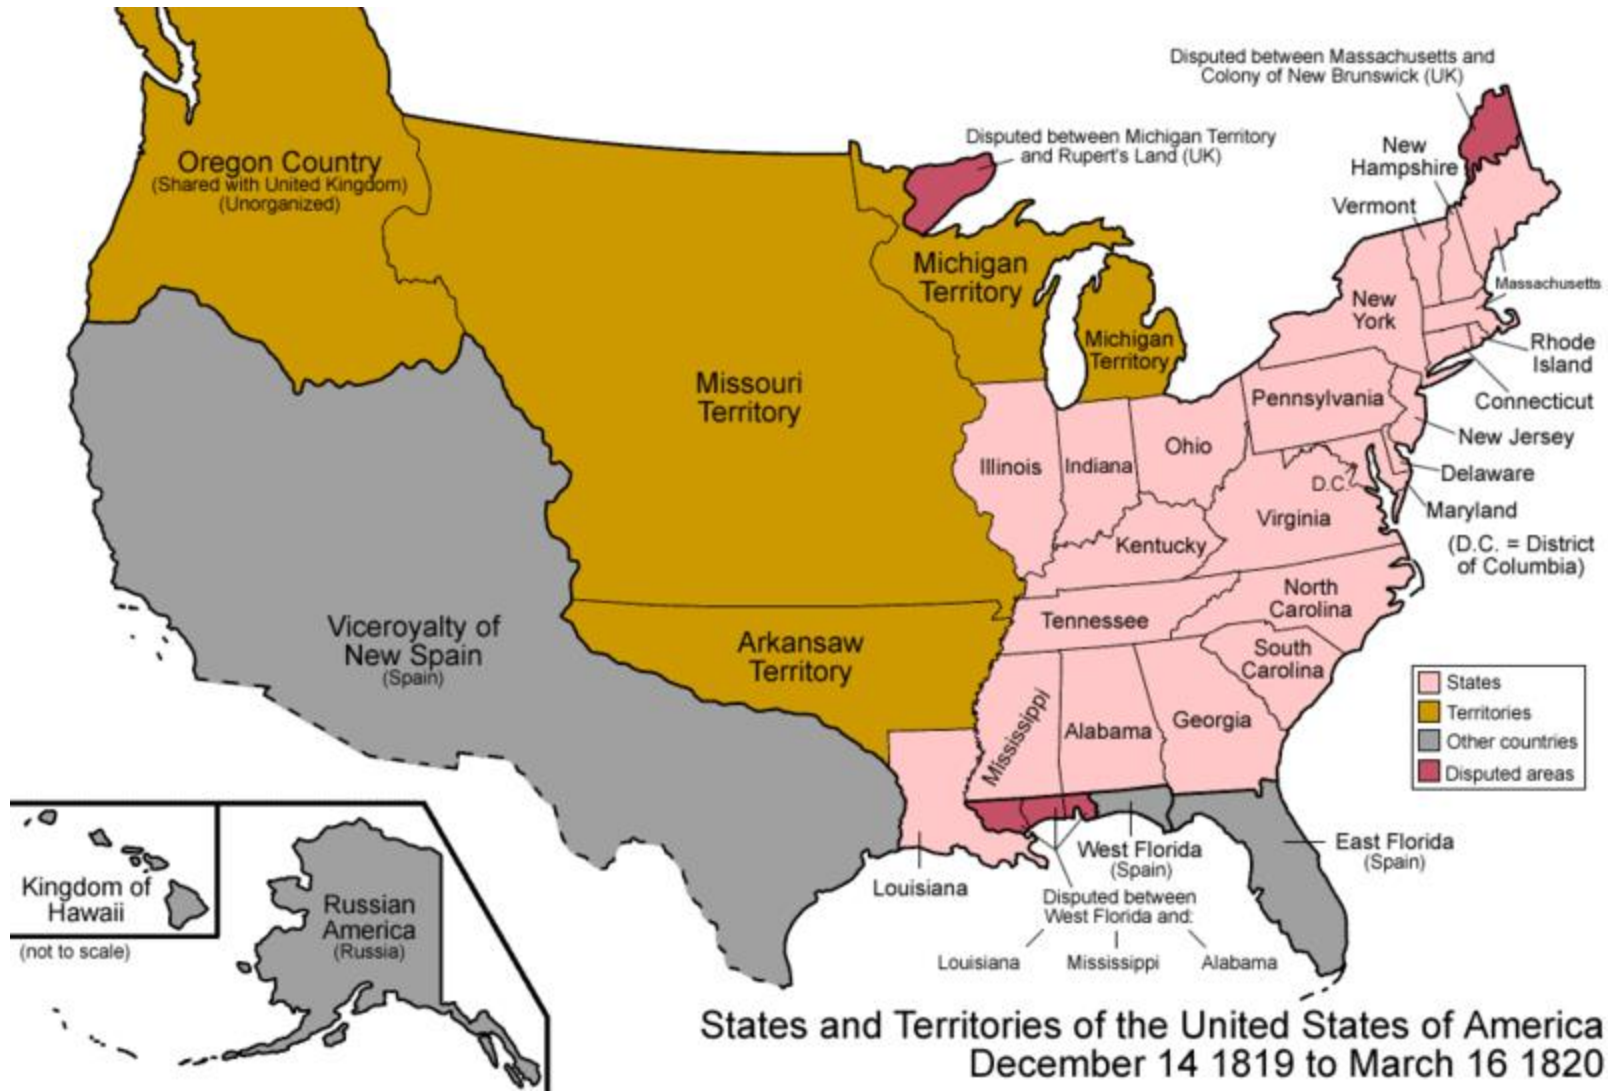 Disputed between Massachusetts and
Colony of New Brunswick (UK)
Disputed between Michigan Territory
and Rupert's Land (UK)
New
Hampshire
Vermont
Oregon Country
(Shared with United Kingdom)
(Unorganized)
Michigan
Territory
Massachusetts
New
York
Michigan
Territory
Rhode
Island
Missouri
Territory
Pennsylvania
Connecticut
New Jersey
Ohio
Illinois
Indiana
Delaware
D.C.
Maryland
Virginia
Kentucky
(D.C. = District
of Columbia)
North
Carolina
Tennessee
Viceroyalty of
New Spain
(Spain)
Arkansaw
Territory
South
Carolina
States
Territories
Other countries
Disputed areas
Mississippi
Alabama
Georgia
West Florida
(Spain)
East Florida
(Spain)
Louisiana
Disputed between
West Florida and:
Louisiana
Mississippi
Alabama
Kingdom of
Hawaii
(not to scale)
Russian
America
(Russia)
States and Territories of the United States of America
December 14 1819 to March 16 1820